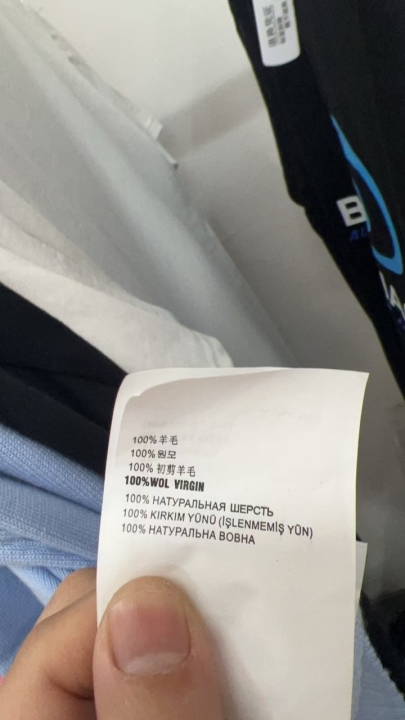 100%羊毛
100%원모
100%初剪羊毛
100%WOL VIRGIN
100% НАТУРАЛЬНАЯ ШЕРСТЬ
100% KIRKIM YÜNÜ (İŞLENMEMİŞ YÜN)
100% НАТУРАЛЬНА ВОВНА